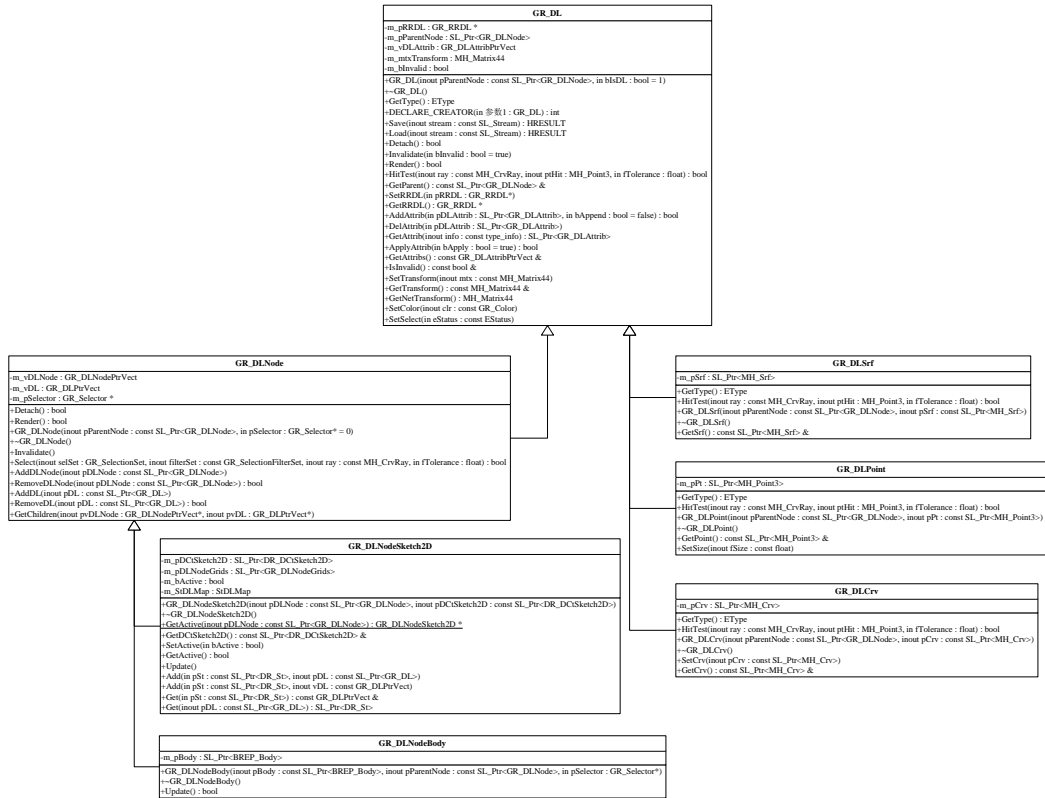 GR_DL
-m_pRRDL : GR_RRDL *
-m_pParentNode : SL_Ptr<GR_DLNode>
-m_vDLAttrib : GR_DLAttribPtrVect
-m_mtxTransform : MH_Matrix44
-m_bInvalid : bool
+GR_DL(inout pParentNode : const SL_Ptr<GR_DLNode>, in bIsDL : bool = 1)
+~GR_DL()
+GetType() : EType
+DECLARE_CREATOR(in 参数1 : GR_DL) : int
+Save(inout stream : const SL_Stream) : HRESULT
+Load(inout stream : const SL_Stream) : HRESULT
+Detach() : bool
+Invalidate(in bInvalid : bool = true)
+Render() : bool
+HitTest(inout ray : const MH_CrvRay, inout ptHit : MH_Point3, in fTolerance : float) : bool
+GetParent() : const SL_Ptr<GR_DLNode> &
+SetRRDL(in pRRDL : GR_RRDL*)
+GetRRDL() : GR_RRDL *
+AddAttrib(in pDLAttrib : SL_Ptr<GR_DLAttrib>, in bAppend : bool = false) : bool
+DelAttrib(in pDLAttrib : SL_Ptr<GR_DLAttrib>)
+GetAttrib(inout info : const type_info) : SL_Ptr<GR_DLAttrib>
+ApplyAttrib(in bApply : bool = true) : bool
+GetAttribs() : const GR_DLAttribPtrVect &
+IsInvalid() : const bool &
+SetTransform(inout mtx : const MH_Matrix44)
+GetTransform() : const MH_Matrix44 &
+GetNetTransform() : MH_Matrix44
+SetColor(inout clr : const GR_Color)
+SetSelect(in eStatus : const EStatus)
GR_DLNode
-m_vDLNode : GR_DLNodePtrVect
-m_vDL : GR_DLPtrVect
-m_pSelector : GR_Selector *
+Detach() : bool
+Render() : bool
+GR_DLNode(inout pParentNode : const SL_Ptr<GR_DLNode>, in pSelector : GR_Selector* = 0)
+~GR_DLNode()
+Invalidate()
+Select(inout selSet : GR_SelectionSet, inout filterSet : const GR_SelectionFilterSet, inout ray : const MH_CrvRay, in fTolerance : float) : bool
+AddDLNode(inout pDLNode : const SL_Ptr<GR_DLNode>)
+RemoveDLNode(inout pDLNode : const SL_Ptr<GR_DLNode>) : bool
+AddDL(inout pDL : const SL_Ptr<GR_DL>)
+RemoveDL(inout pDL : const SL_Ptr<GR_DL>) : bool
+GetChildren(inout pvDLNode : GR_DLNodePtrVect*, inout pvDL : GR_DLPtrVect*)
GR_DLSrf
-m_pSrf : SL_Ptr<MH_Srf>
+GetType() : EType
+HitTest(inout ray : const MH_CrvRay, inout ptHit : MH_Point3, in fTolerance : float) : bool
+GR_DLSrf(inout pParentNode : const SL_Ptr<GR_DLNode>, inout pSrf : const SL_Ptr<MH_Srf>)
+~GR_DLSrf()
+GetSrf() : const SL_Ptr<MH_Srf> &
GR_DLPoint
-m_pPt : SL_Ptr<MH_Point3>
+GetType() : EType
+HitTest(inout ray : const MH_CrvRay, inout ptHit : MH_Point3, in fTolerance : float) : bool
+GR_DLPoint(inout pParentNode : const SL_Ptr<GR_DLNode>, inout pPt : const SL_Ptr<MH_Point3>)
+~GR_DLPoint()
+GetPoint() : const SL_Ptr<MH_Point3> &
+SetSize(inout fSize : const float)
GR_DLNodeSketch2D
-m_pDCtSketch2D : SL_Ptr<DR_DCtSketch2D>
-m_pDLNodeGrids : SL_Ptr<GR_DLNodeGrids>
-m_bActive : bool
-m_StDLMap : StDLMap
+GR_DLNodeSketch2D(inout pDLNode : const SL_Ptr<GR_DLNode>, inout pDCtSketch2D : const SL_Ptr<DR_DCtSketch2D>)
+~GR_DLNodeSketch2D()
+GetActive(inout pDLNode : const SL_Ptr<GR_DLNode>) : GR_DLNodeSketch2D *
+GetDCtSketch2D() : const SL_Ptr<DR_DCtSketch2D> &
+SetActive(in bActive : bool)
+GetActive() : bool
+Update()
+Add(in pSt : const SL_Ptr<DR_St>, inout pDL : const SL_Ptr<GR_DL>)
+Add(in pSt : const SL_Ptr<DR_St>, inout vDL : const GR_DLPtrVect)
+Get(in pSt : const SL_Ptr<DR_St>) : const GR_DLPtrVect &
+Get(inout pDL : const SL_Ptr<GR_DL>) : SL_Ptr<DR_St>
GR_DLCrv
-m_pCrv : SL_Ptr<MH_Crv>
+GetType() : EType
+HitTest(inout ray : const MH_CrvRay, inout ptHit : MH_Point3, in fTolerance : float) : bool
+GR_DLCrv(inout pParentNode : const SL_Ptr<GR_DLNode>, inout pCrv : const SL_Ptr<MH_Crv>)
+~GR_DLCrv()
+SetCrv(inout pCrv : const SL_Ptr<MH_Crv>)
+GetCrv() : const SL_Ptr<MH_Crv> &
GR_DLNodeBody
-m_pBody : SL_Ptr<BREP_Body>
+GR_DLNodeBody(inout pBody : const SL_Ptr<BREP_Body>, inout pParentNode : const SL_Ptr<GR_DLNode>, in pSelector : GR_Selector*)
+~GR_DLNodeBody()
+Update() : bool